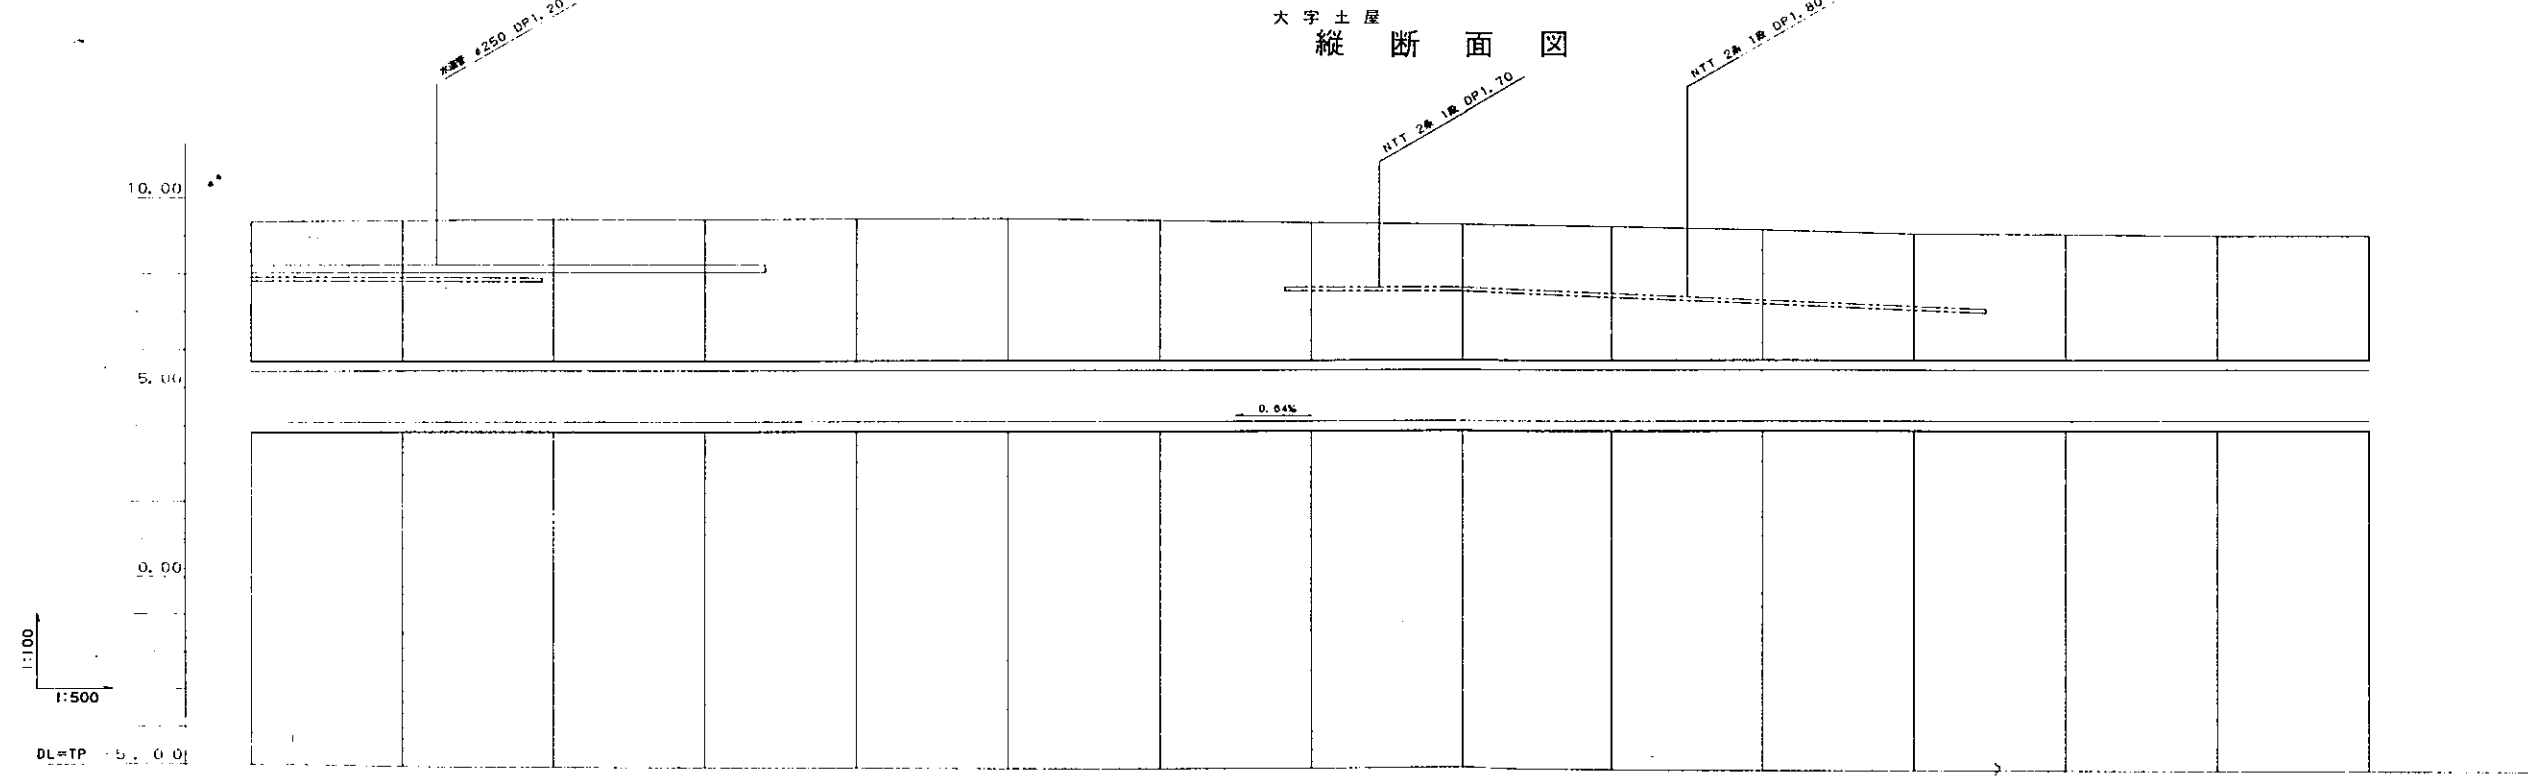 大字土屋
縦断面図
水道管 φ250 DP1.20
NTT 2条 1段 DP1.70
NTT 2条 1段 DP1.80
10.00
5.00
0.64%
0.00
1:100
1:500
DL=TP -5.00